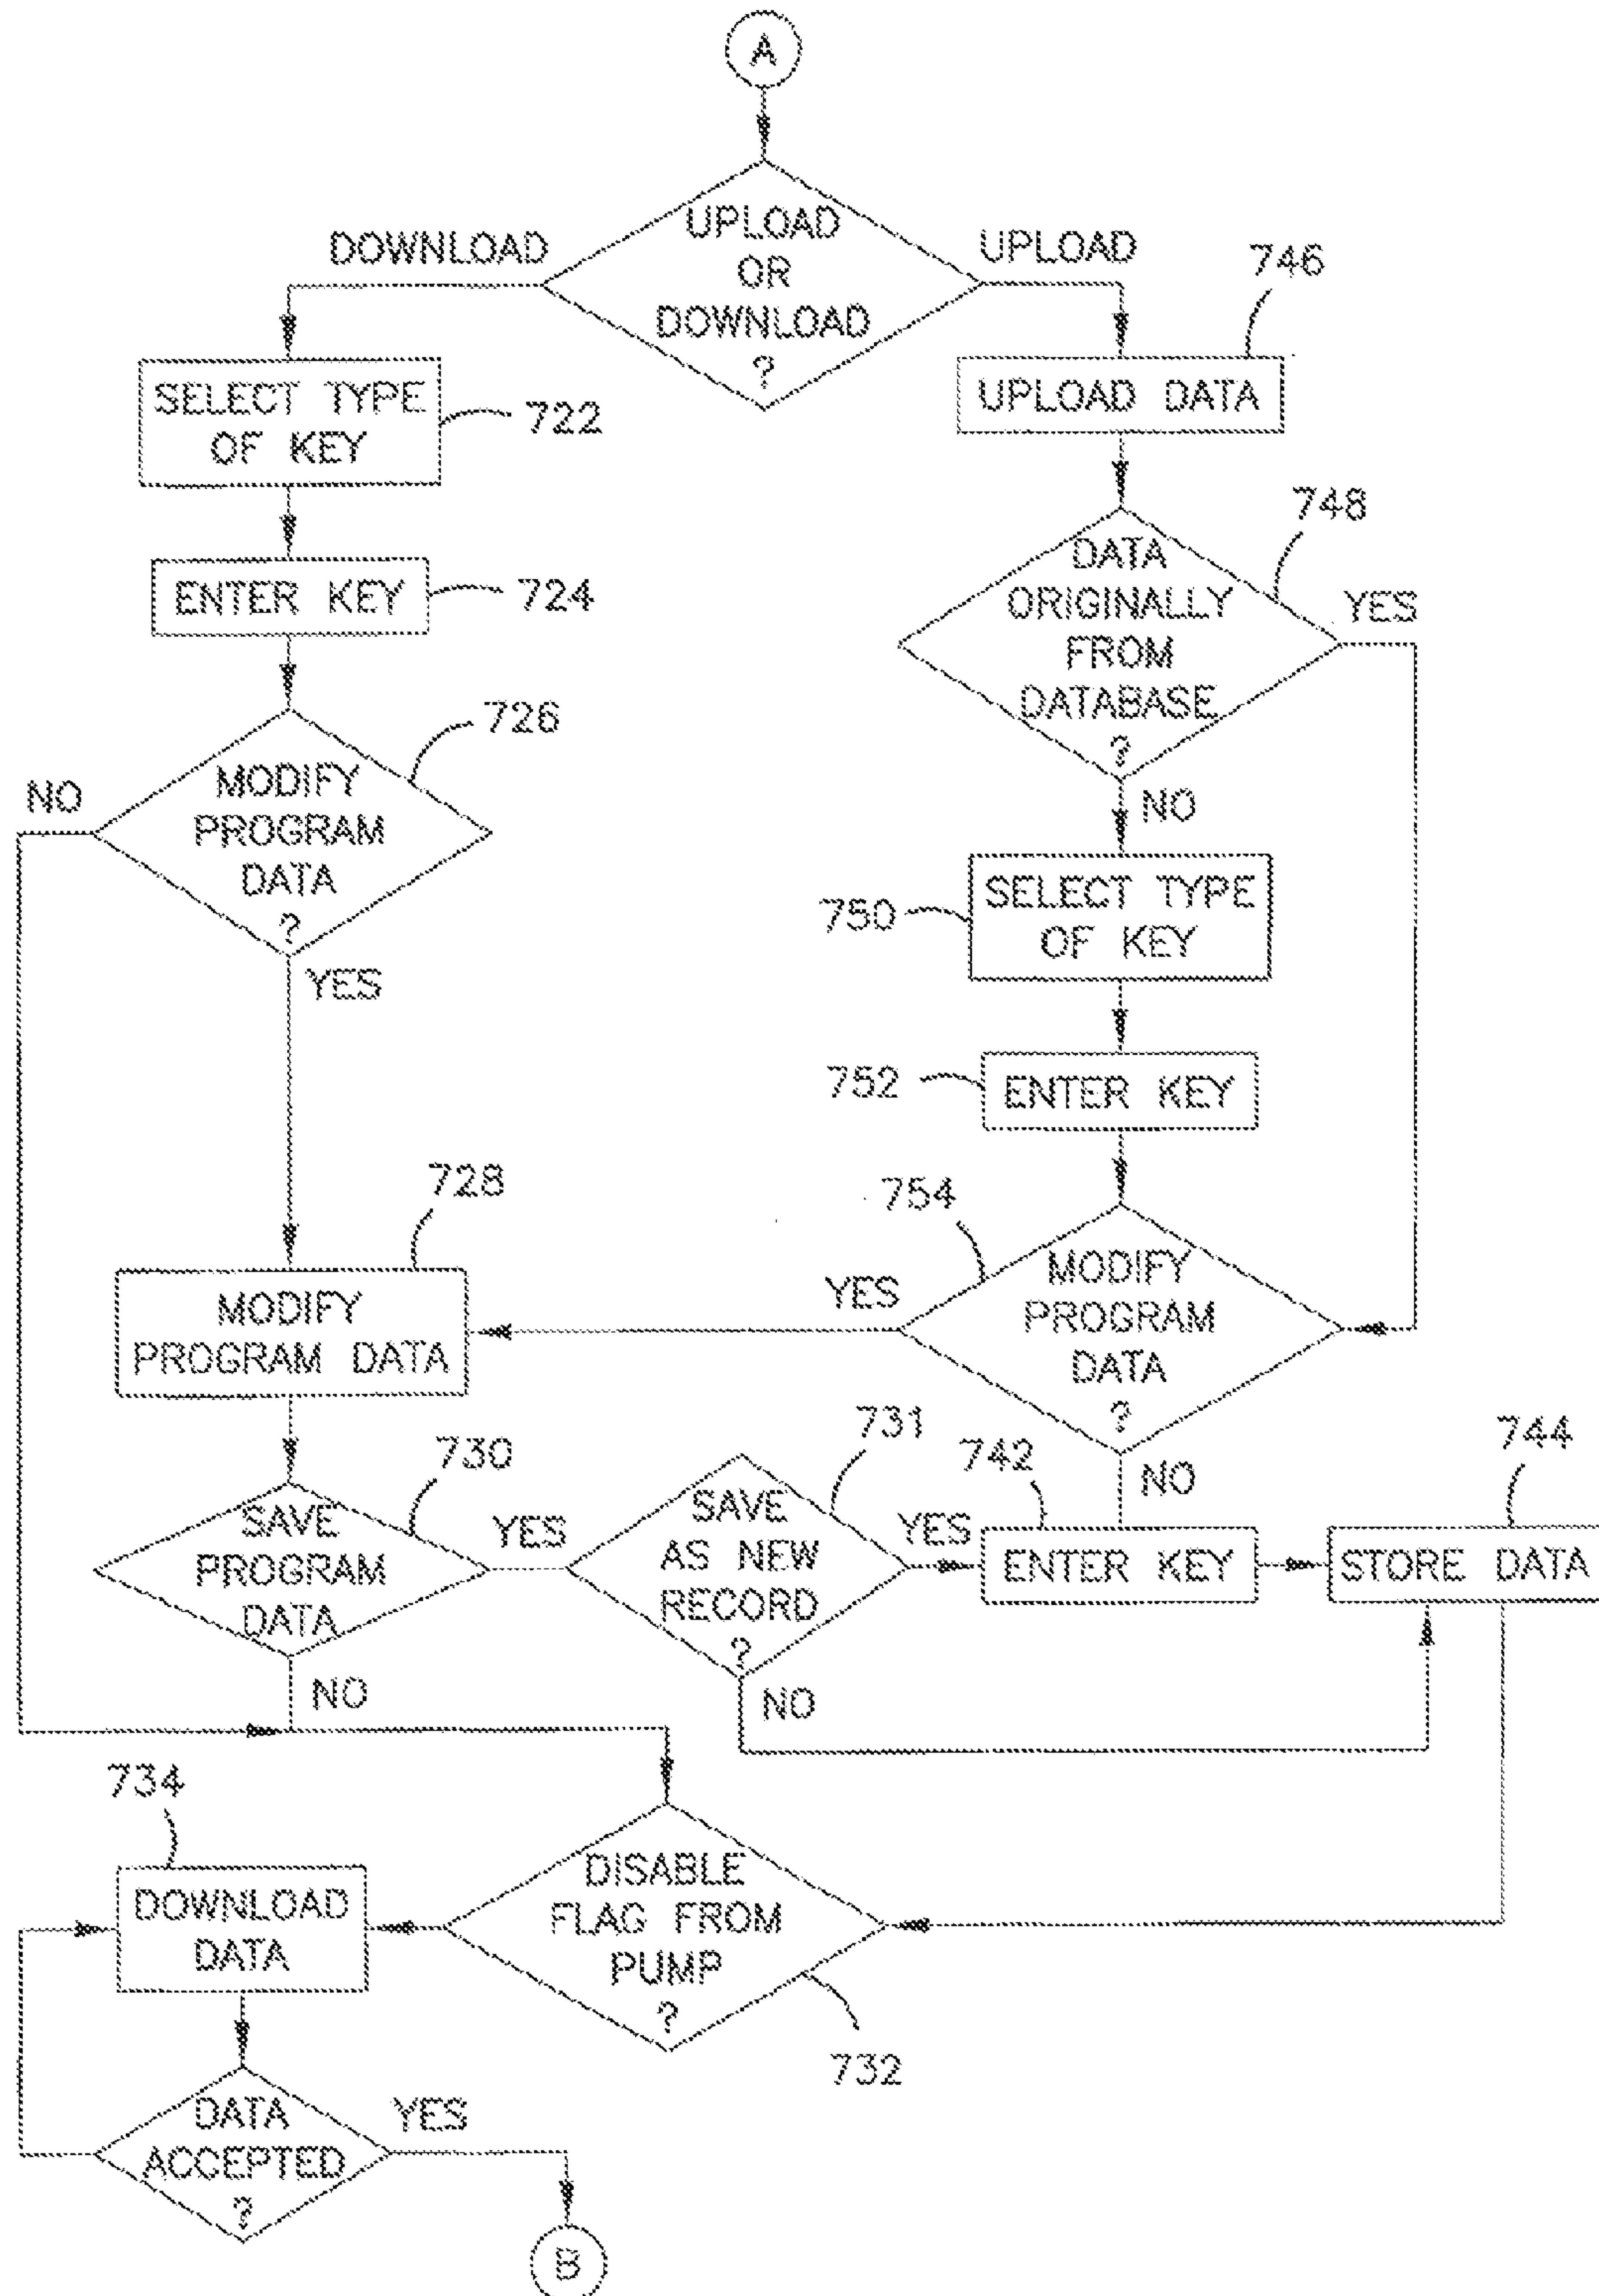 A
UPLOAD
OR
DOWNLOAD
?
DOWNLOAD
UPLOAD
746
SELECT TYPE
OF KEY
722
UPLOAD DATA
ENTER KEY
724
748
DATA
ORIGINALLY
FROM
DATABASE
?
YES
NO
726
MODIFY
PROGRAM
DATA
?
NO
YES
750
SELECT TYPE
OF KEY
752
ENTER KEY
728
MODIFY
PROGRAM DATA
754
MODIFY
PROGRAM
DATA
?
YES
NO
730
SAVE
PROGRAM
DATA
YES
NO
731
SAVE
AS NEW
RECORD
?
YES
NO
742
ENTER KEY
744
STORE DATA
734
DOWNLOAD
DATA
DISABLE
FLAG FROM
PUMP
?
732
DATA
ACCEPTED
?
YES
B